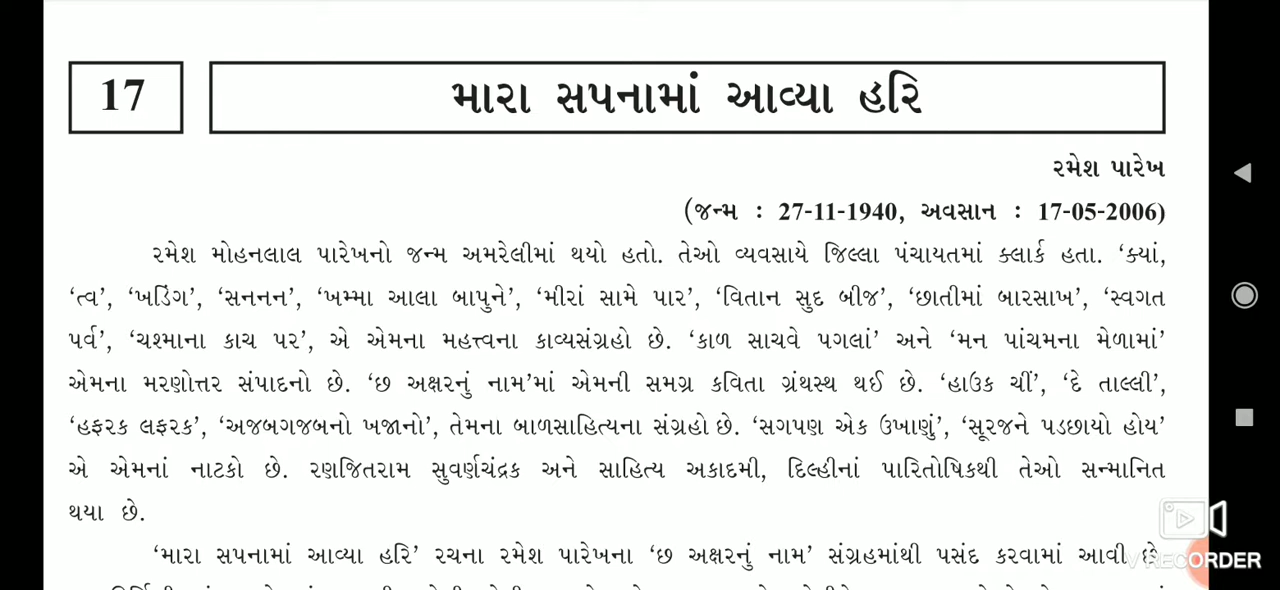 17
મારા સપનામાં આવ્યા હરિ
રમેશ પારેખ
(જન્મ : 27-11-1940, અવસાન : 17-05-2006)
રમેશ મોહનલાલ પારેખનો જન્મ અમરેલીમાં થયો હતો. તેઓ વ્યવસાયે જિલ્લા પંચાયતમાં ક્લાર્ક હતા. ‘ક્યાં,
‘ત્વ’, ‘ખડિંગ’, ‘સનનન’, ‘ખમ્મા આલા બાપુને’, ‘મીરાં સામે પાર’, ‘વિતાન સુદ બીજ’, ‘છાતીમાં બારસાખ’, ‘સ્વગત
પર્વ’, ‘ચશ્માના કાચ પર’, એ એમના મહત્ત્વના કાવ્યસંગ્રહો છે. ‘કાળ સાચવે પગલાં’ અને ‘મન પાંચમના મેળામાં’
એમના મરણોત્તર સંપાદનો છે. ‘છ અક્ષરનું નામ’માં એમની સમગ્ર કવિતા ગ્રંથસ્થ થઈ છે. ‘હાઉક ચીં’, ‘દે તાલ્લી’,
‘હફરક લફરક’, ‘અજબગજબનો ખજાનો’, તેમના બાળસાહિત્યના સંગ્રહો છે. ‘સગપણ એક ઉખાણું’, ‘સૂરજને પડછાયો હોય’
એ એમનાં નાટકો છે. રણજિતરામ સુવર્ણચંદ્રક અને સાહિત્ય અકાદમી, દિલ્હીનાં પારિતોષિકથી તેઓ સન્માનિત
થયા છે.
‘મારા સપનામાં આવ્યા હરિ’ રચના રમેશ પારેખના ‘છ અક્ષરનું નામ’ સંગ્રહમાંથી પસંદ કરવામાં આવી છે
V RECORDER